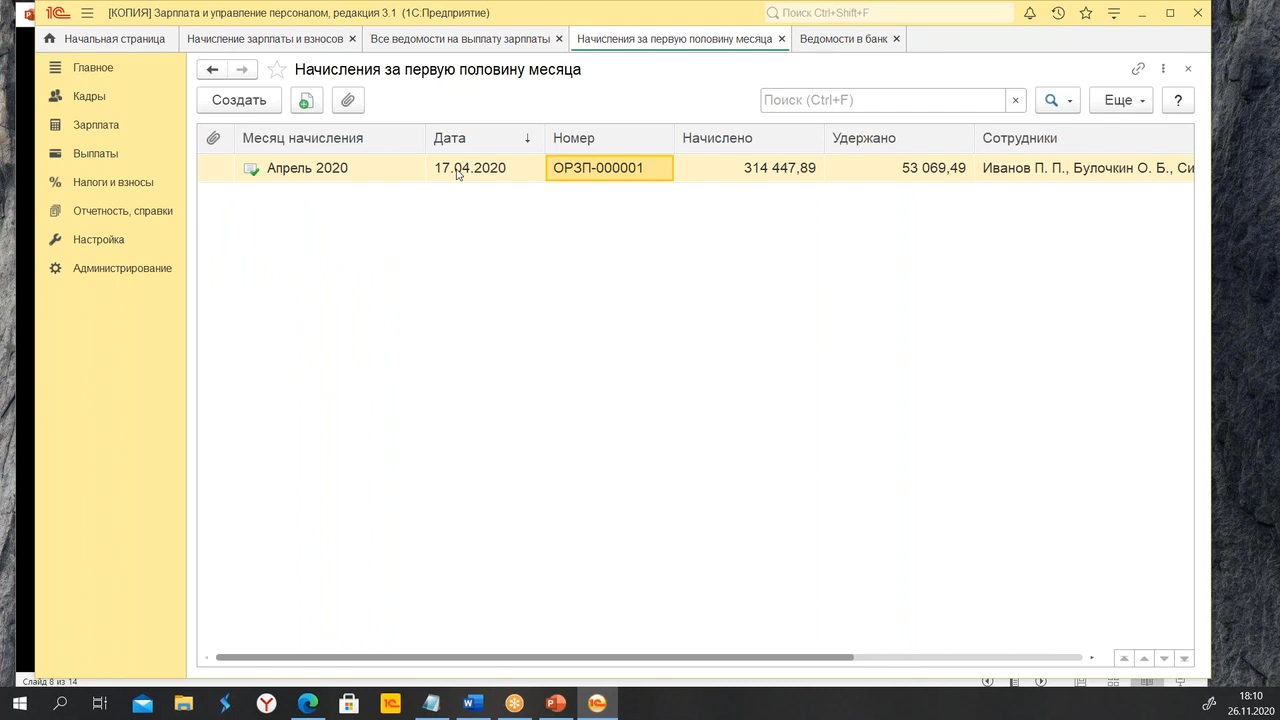 [КОПИЯ] Зарплата и управление персоналом, редакция 3.1 (1С:Предприятие)
Поиск Ctrl+Shift+F
Начальная страница
Начисление зарплаты и взносов
Все ведомости на выплату зарплаты
Начисления за первую половину месяца
Ведомости в банк
Главное
Кадры
Зарплата
Выплаты
Налоги и взносы
Отчетность, справки
Настройка
Администрирование
Начисления за первую половину месяца
Создать
Поиск (Ctrl+F)
Еще
?
Месяц начисления
Дата
Номер
Начислено
Удержано
Сотрудники
Апрель 2020
17.04.2020
ОРЗП-000001
314 447,89
53 069,49
Иванов П. П., Булочкин О. Б., Си
Слайд 8 из 14
18:10
26.11.2020